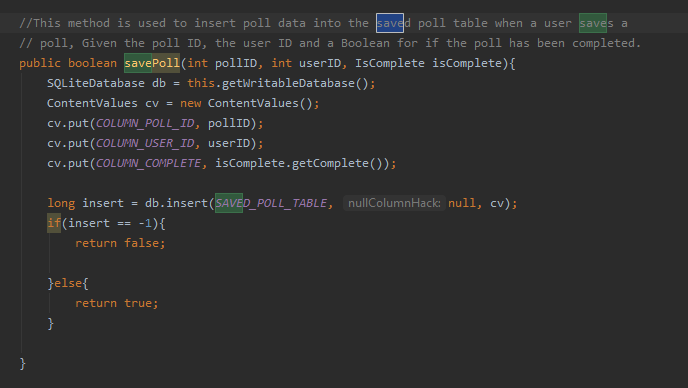 //This method is used to insert poll data into the saved poll table when a user saves a
// poll, Given the poll ID, the user ID and a Boolean for if the poll has been completed.
public boolean savePoll(int pollID, int userID, IsComplete isComplete){
SQLiteDatabase db = this.getWritableDatabase();
ContentValues cv = new ContentValues();
cv.put(COLUMN_POLL_ID, pollID);
cv.put(COLUMN_USER_ID, userID);
cv.put(COLUMN_COMPLETE, isComplete.getComplete());
long insert = db.insert(SAVED_POLL_TABLE, nullColumnHack: null, cv);
if(insert == -1){
return false;
}else{
return true;
}
}